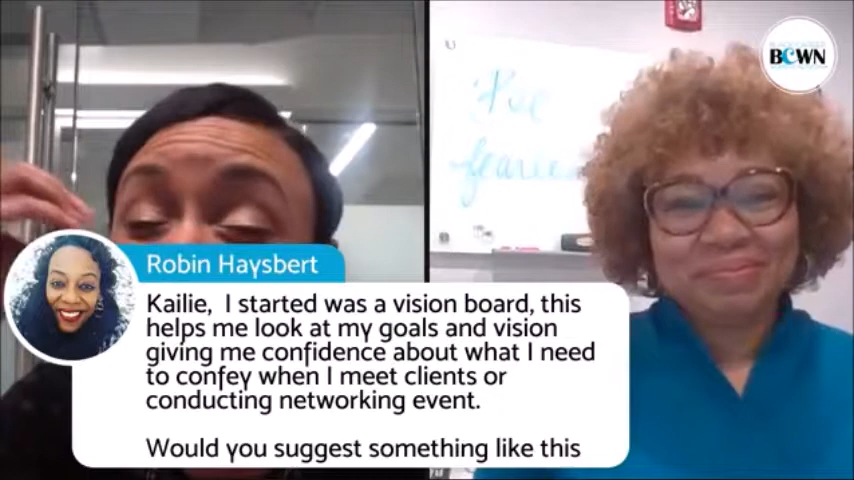 BCWN
Robin Haysbert
Kailie,  I started was a vision board, this
helps me look at my goals and vision
giving me confidence about what I need
to confey when I meet clients or
conducting networking event.
Would you suggest something like this